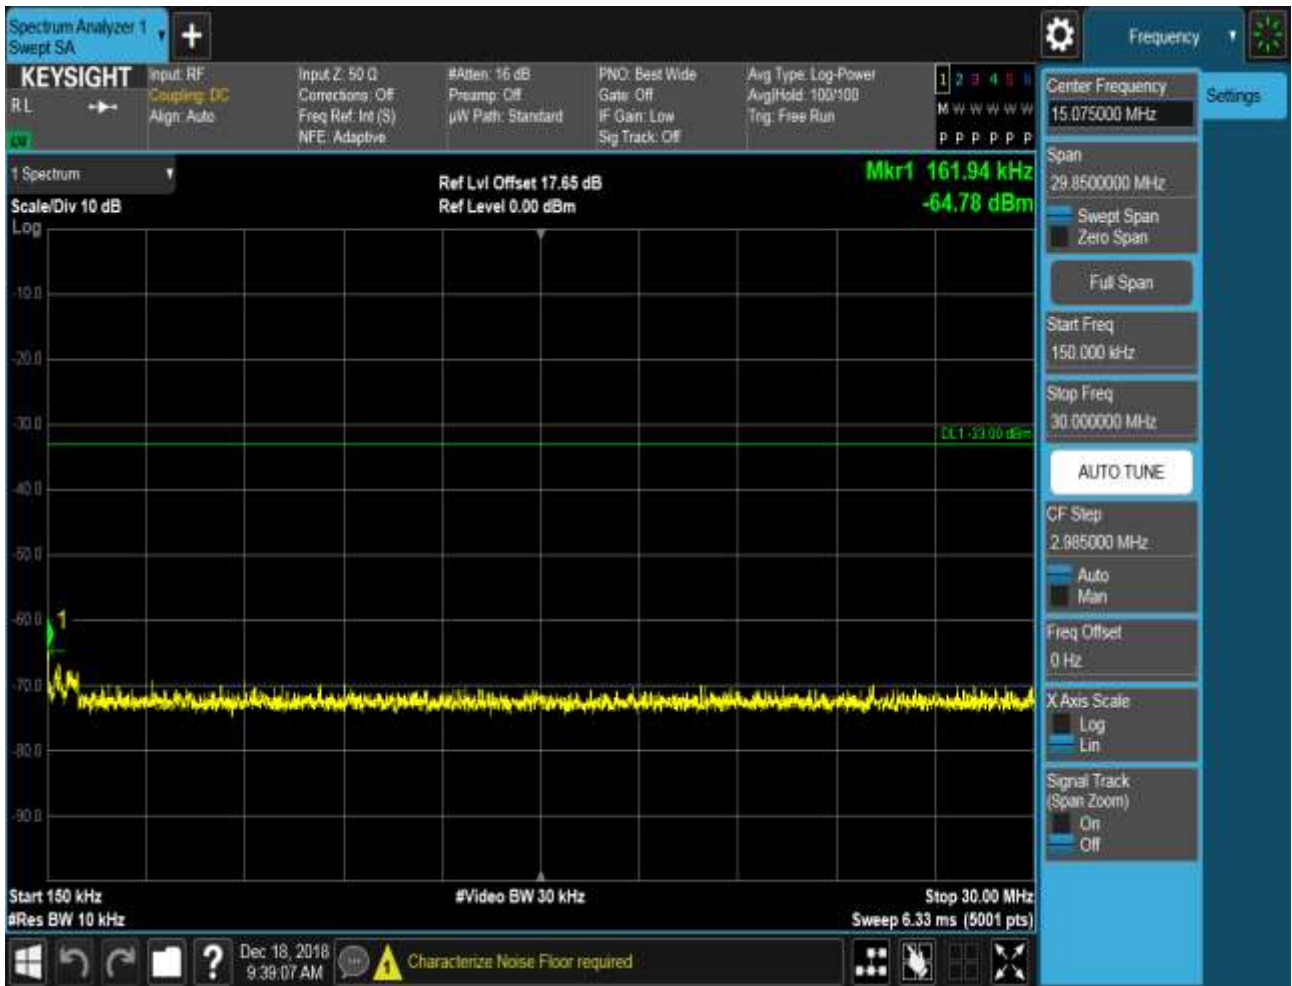 Spectrum Analyzer 1
Swept SA
Frequency
KEYSIGHT
RL
Input: RF
Coupling: DC
Align: Auto
Input Z: 50 Ω
Corrections: Off
Freq Ref: Int (S)
NFE: Adaptive
#Atten: 16 dB
Preamp: Off
µW Path: Standard
PNO: Best Wide
Gate: Off
IF Gain: Low
Sig Track: Off
Avg Type: Log-Power
Avg|Hold: 100/100
Trig: Free Run
1 2 3 4 5 6
M W W W W W
P P P P P P
1 Spectrum
Scale/Div 10 dB
Log
Ref Lvl Offset 17.65 dB
Ref Level 0.00 dBm
Mkr1 161.94 kHz
-64.78 dBm
-10.0
-20.0
-30.0
DL1 -33.00 dBm
-40.0
-50.0
-60.0
1
-70.0
-80.0
-90.0
Start 150 kHz
#Res BW 10 kHz
#Video BW 30 kHz
Stop 30.00 MHz
Sweep 6.33 ms (5001 pts)
Dec 18, 2018
9:39:07 AM
Characterize Noise Floor required
Center Frequency
15.075000 MHz
Settings
Span
29.8500000 MHz
Swept Span
Zero Span
Full Span
Start Freq
150.000 kHz
Stop Freq
30.000000 MHz
AUTO TUNE
CF Step
2.985000 MHz
Auto
Man
Freq Offset
0 Hz
X Axis Scale
Log
Lin
Signal Track
(Span Zoom)
On
Off